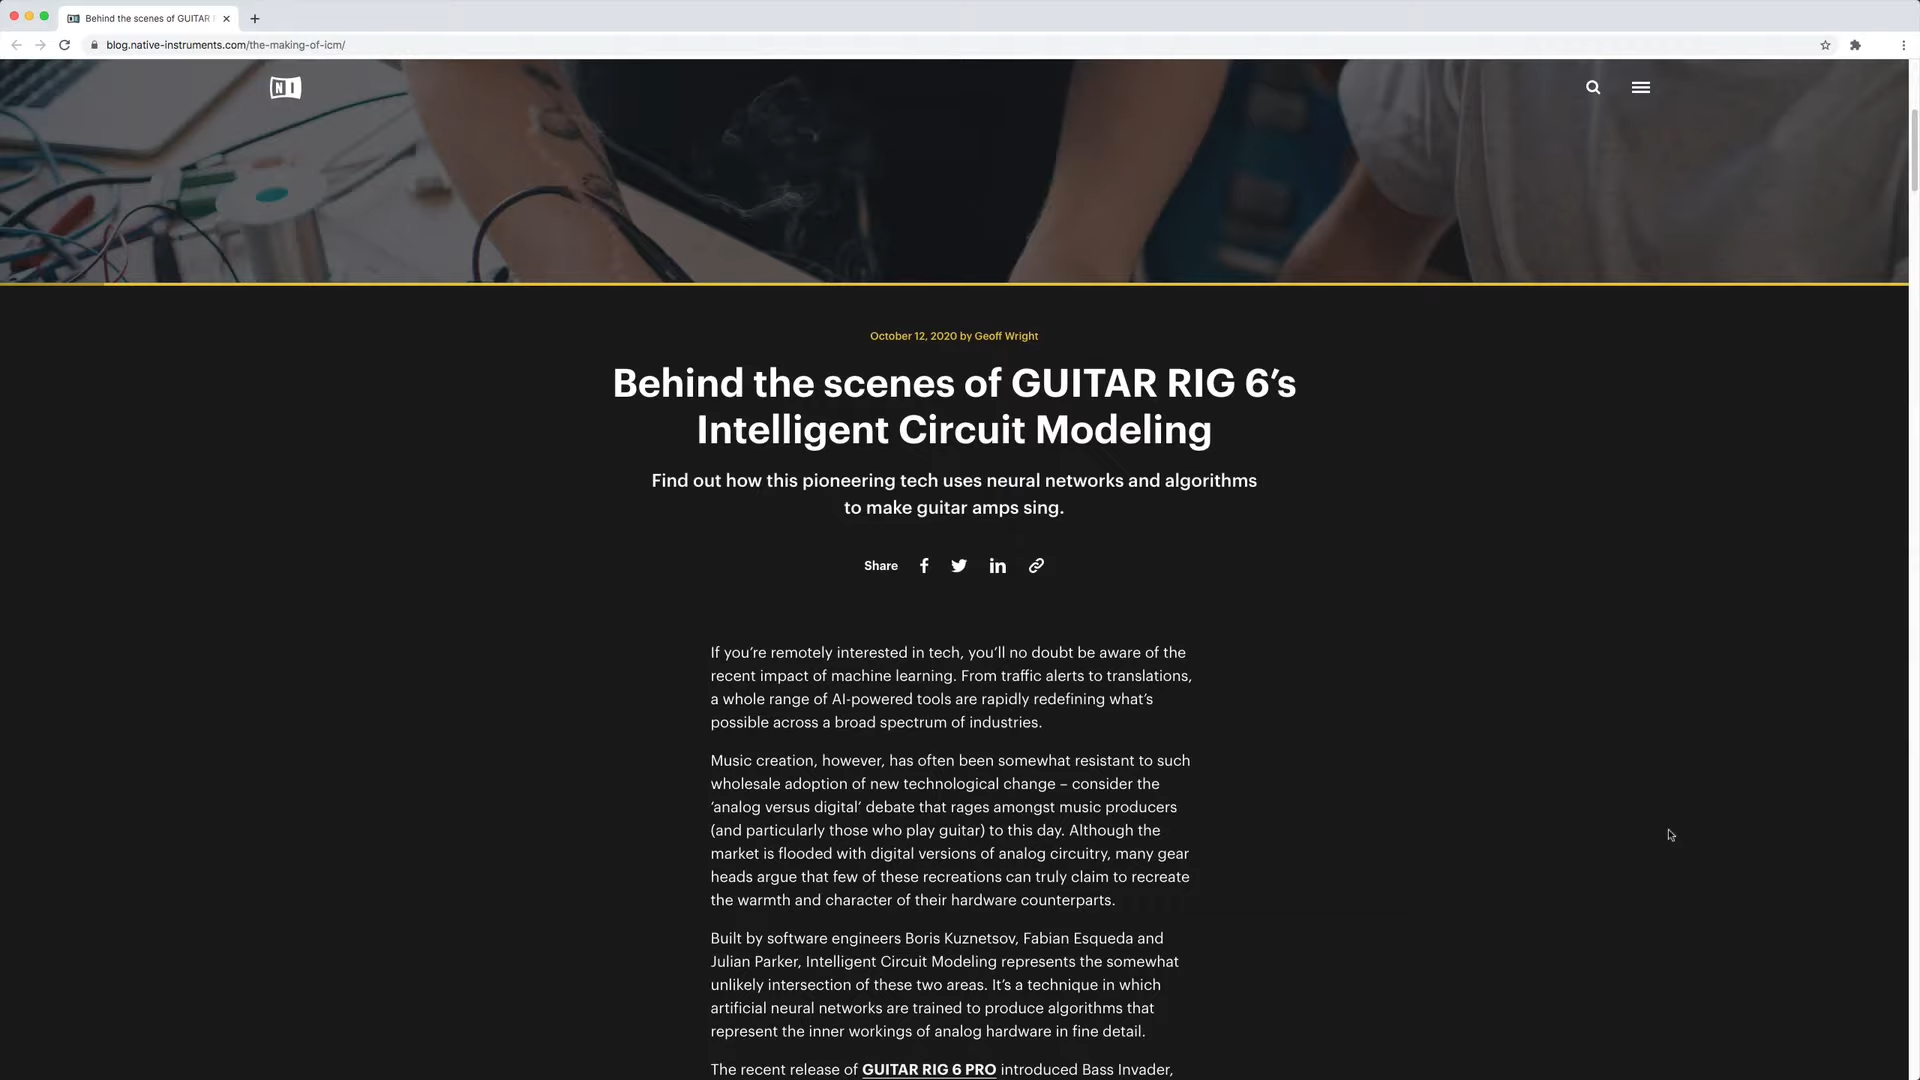 Behind the scenes of GUITAR R
blog.native-instruments.com/the-making-of-icm/
NI
October 12, 2020 by Geoff Wright
Behind the scenes of GUITAR RIG 6’s
Intelligent Circuit Modeling
Find out how this pioneering tech uses neural networks and algorithms
to make guitar amps sing.
Share
If you’re remotely interested in tech, you’ll no doubt be aware of the
recent impact of machine learning. From traffic alerts to translations,
a whole range of AI-powered tools are rapidly redefining what’s
possible across a broad spectrum of industries.
Music creation, however, has often been somewhat resistant to such
wholesale adoption of new technological change – consider the
‘analog versus digital’ debate that rages amongst music producers
(and particularly those who play guitar) to this day. Although the
market is flooded with digital versions of analog circuitry, many gear
heads argue that few of these recreations can truly claim to recreate
the warmth and character of their hardware counterparts.
Built by software engineers Boris Kuznetsov, Fabian Esqueda and
Julian Parker, Intelligent Circuit Modeling represents the somewhat
unlikely intersection of these two areas. It’s a technique in which
artificial neural networks are trained to produce algorithms that
represent the inner workings of analog hardware in fine detail.
The recent release of GUITAR RIG 6 PRO introduced Bass Invader,